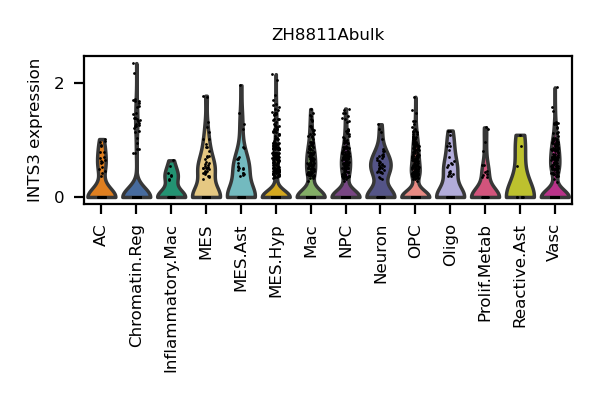 ZH8811Abulk
INTS3 expression
2
0
AC
Chromatin.Reg
Inflammatory.Mac
MES
MES.Ast
MES.Hyp
Mac
NPC
Neuron
OPC
Oligo
Prolif.Metab
Reactive.Ast
Vasc